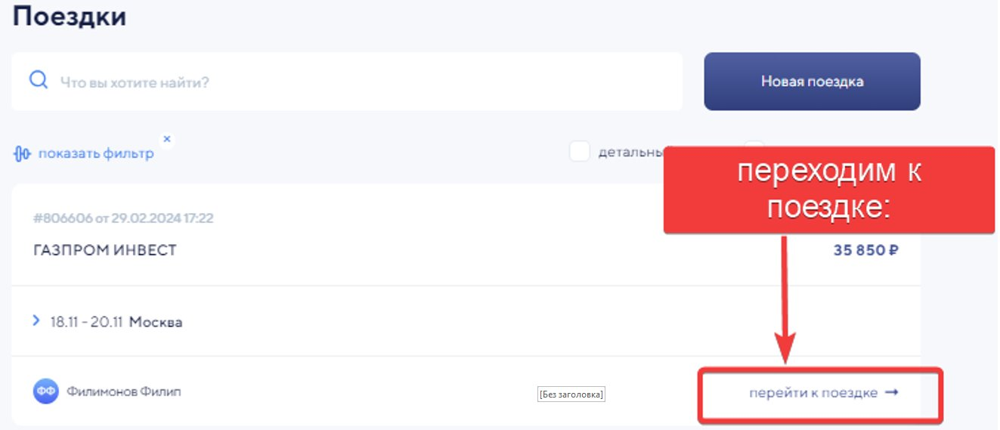 Поездки
Что вы хотите найти?
Новая поездка
показать фильтр
переходим к
поездке:
#806606 от 29.02.2024 17:22
ГАЗПРОМ ИНВЕСТ
35 850 ₽
18.11 - 20.11 Москва
ФФ Филимонов Филип
[Без заголовка]
перейти к поездке →